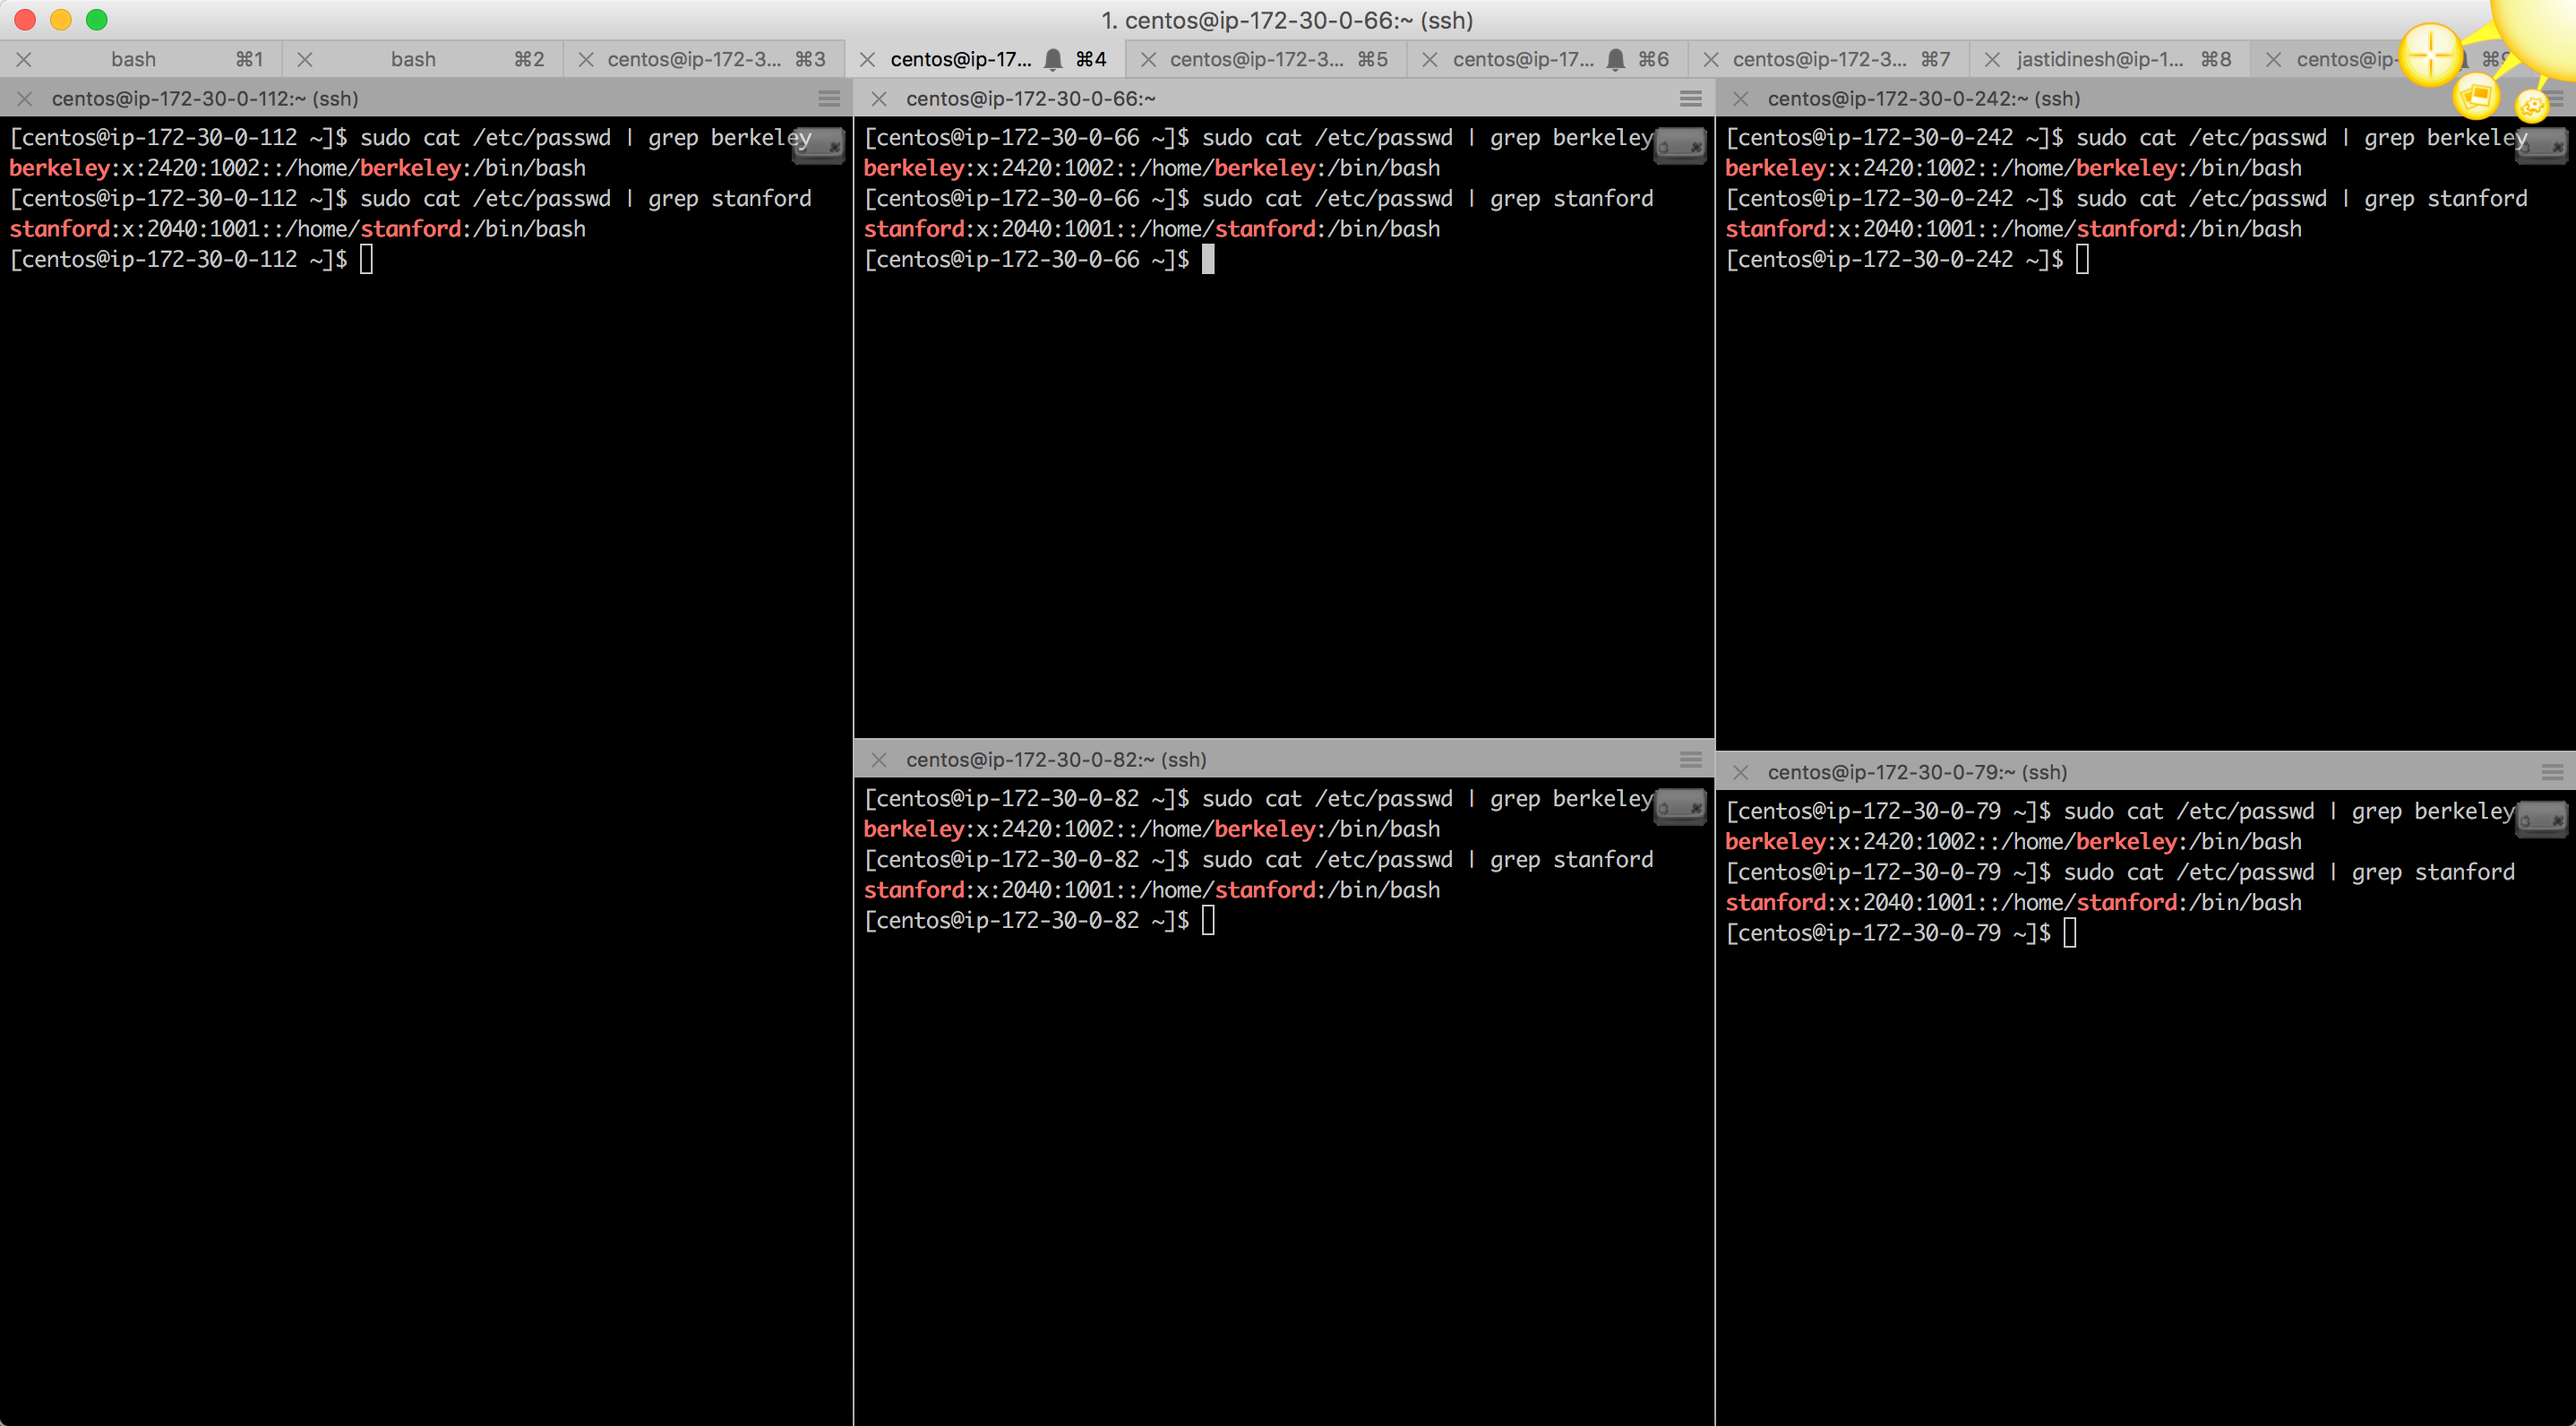 1. centos@ip-172-30-0-66:~ (ssh)
bash ⌘1
bash ⌘2
centos@ip-172-3... ⌘3
centos@ip-17... ⌘4
centos@ip-172-3... ⌘5
centos@ip-17... ⌘6
centos@ip-172-3... ⌘7
jastidinesh@ip-1... ⌘8
centos@ip-
centos@ip-172-30-0-112:~ (ssh)
[centos@ip-172-30-0-112 ~]$ sudo cat /etc/passwd | grep berkeley
berkeley:x:2420:1002::/home/berkeley:/bin/bash
[centos@ip-172-30-0-112 ~]$ sudo cat /etc/passwd | grep stanford
stanford:x:2040:1001::/home/stanford:/bin/bash
[centos@ip-172-30-0-112 ~]$
centos@ip-172-30-0-66:~
[centos@ip-172-30-0-66 ~]$ sudo cat /etc/passwd | grep berkeley
berkeley:x:2420:1002::/home/berkeley:/bin/bash
[centos@ip-172-30-0-66 ~]$ sudo cat /etc/passwd | grep stanford
stanford:x:2040:1001::/home/stanford:/bin/bash
[centos@ip-172-30-0-66 ~]$
centos@ip-172-30-0-82:~ (ssh)
[centos@ip-172-30-0-82 ~]$ sudo cat /etc/passwd | grep berkeley
berkeley:x:2420:1002::/home/berkeley:/bin/bash
[centos@ip-172-30-0-82 ~]$ sudo cat /etc/passwd | grep stanford
stanford:x:2040:1001::/home/stanford:/bin/bash
[centos@ip-172-30-0-82 ~]$
centos@ip-172-30-0-242:~ (ssh)
[centos@ip-172-30-0-242 ~]$ sudo cat /etc/passwd | grep berkeley
berkeley:x:2420:1002::/home/berkeley:/bin/bash
[centos@ip-172-30-0-242 ~]$ sudo cat /etc/passwd | grep stanford
stanford:x:2040:1001::/home/stanford:/bin/bash
[centos@ip-172-30-0-242 ~]$
centos@ip-172-30-0-79:~ (ssh)
[centos@ip-172-30-0-79 ~]$ sudo cat /etc/passwd | grep berkeley
berkeley:x:2420:1002::/home/berkeley:/bin/bash
[centos@ip-172-30-0-79 ~]$ sudo cat /etc/passwd | grep stanford
stanford:x:2040:1001::/home/stanford:/bin/bash
[centos@ip-172-30-0-79 ~]$